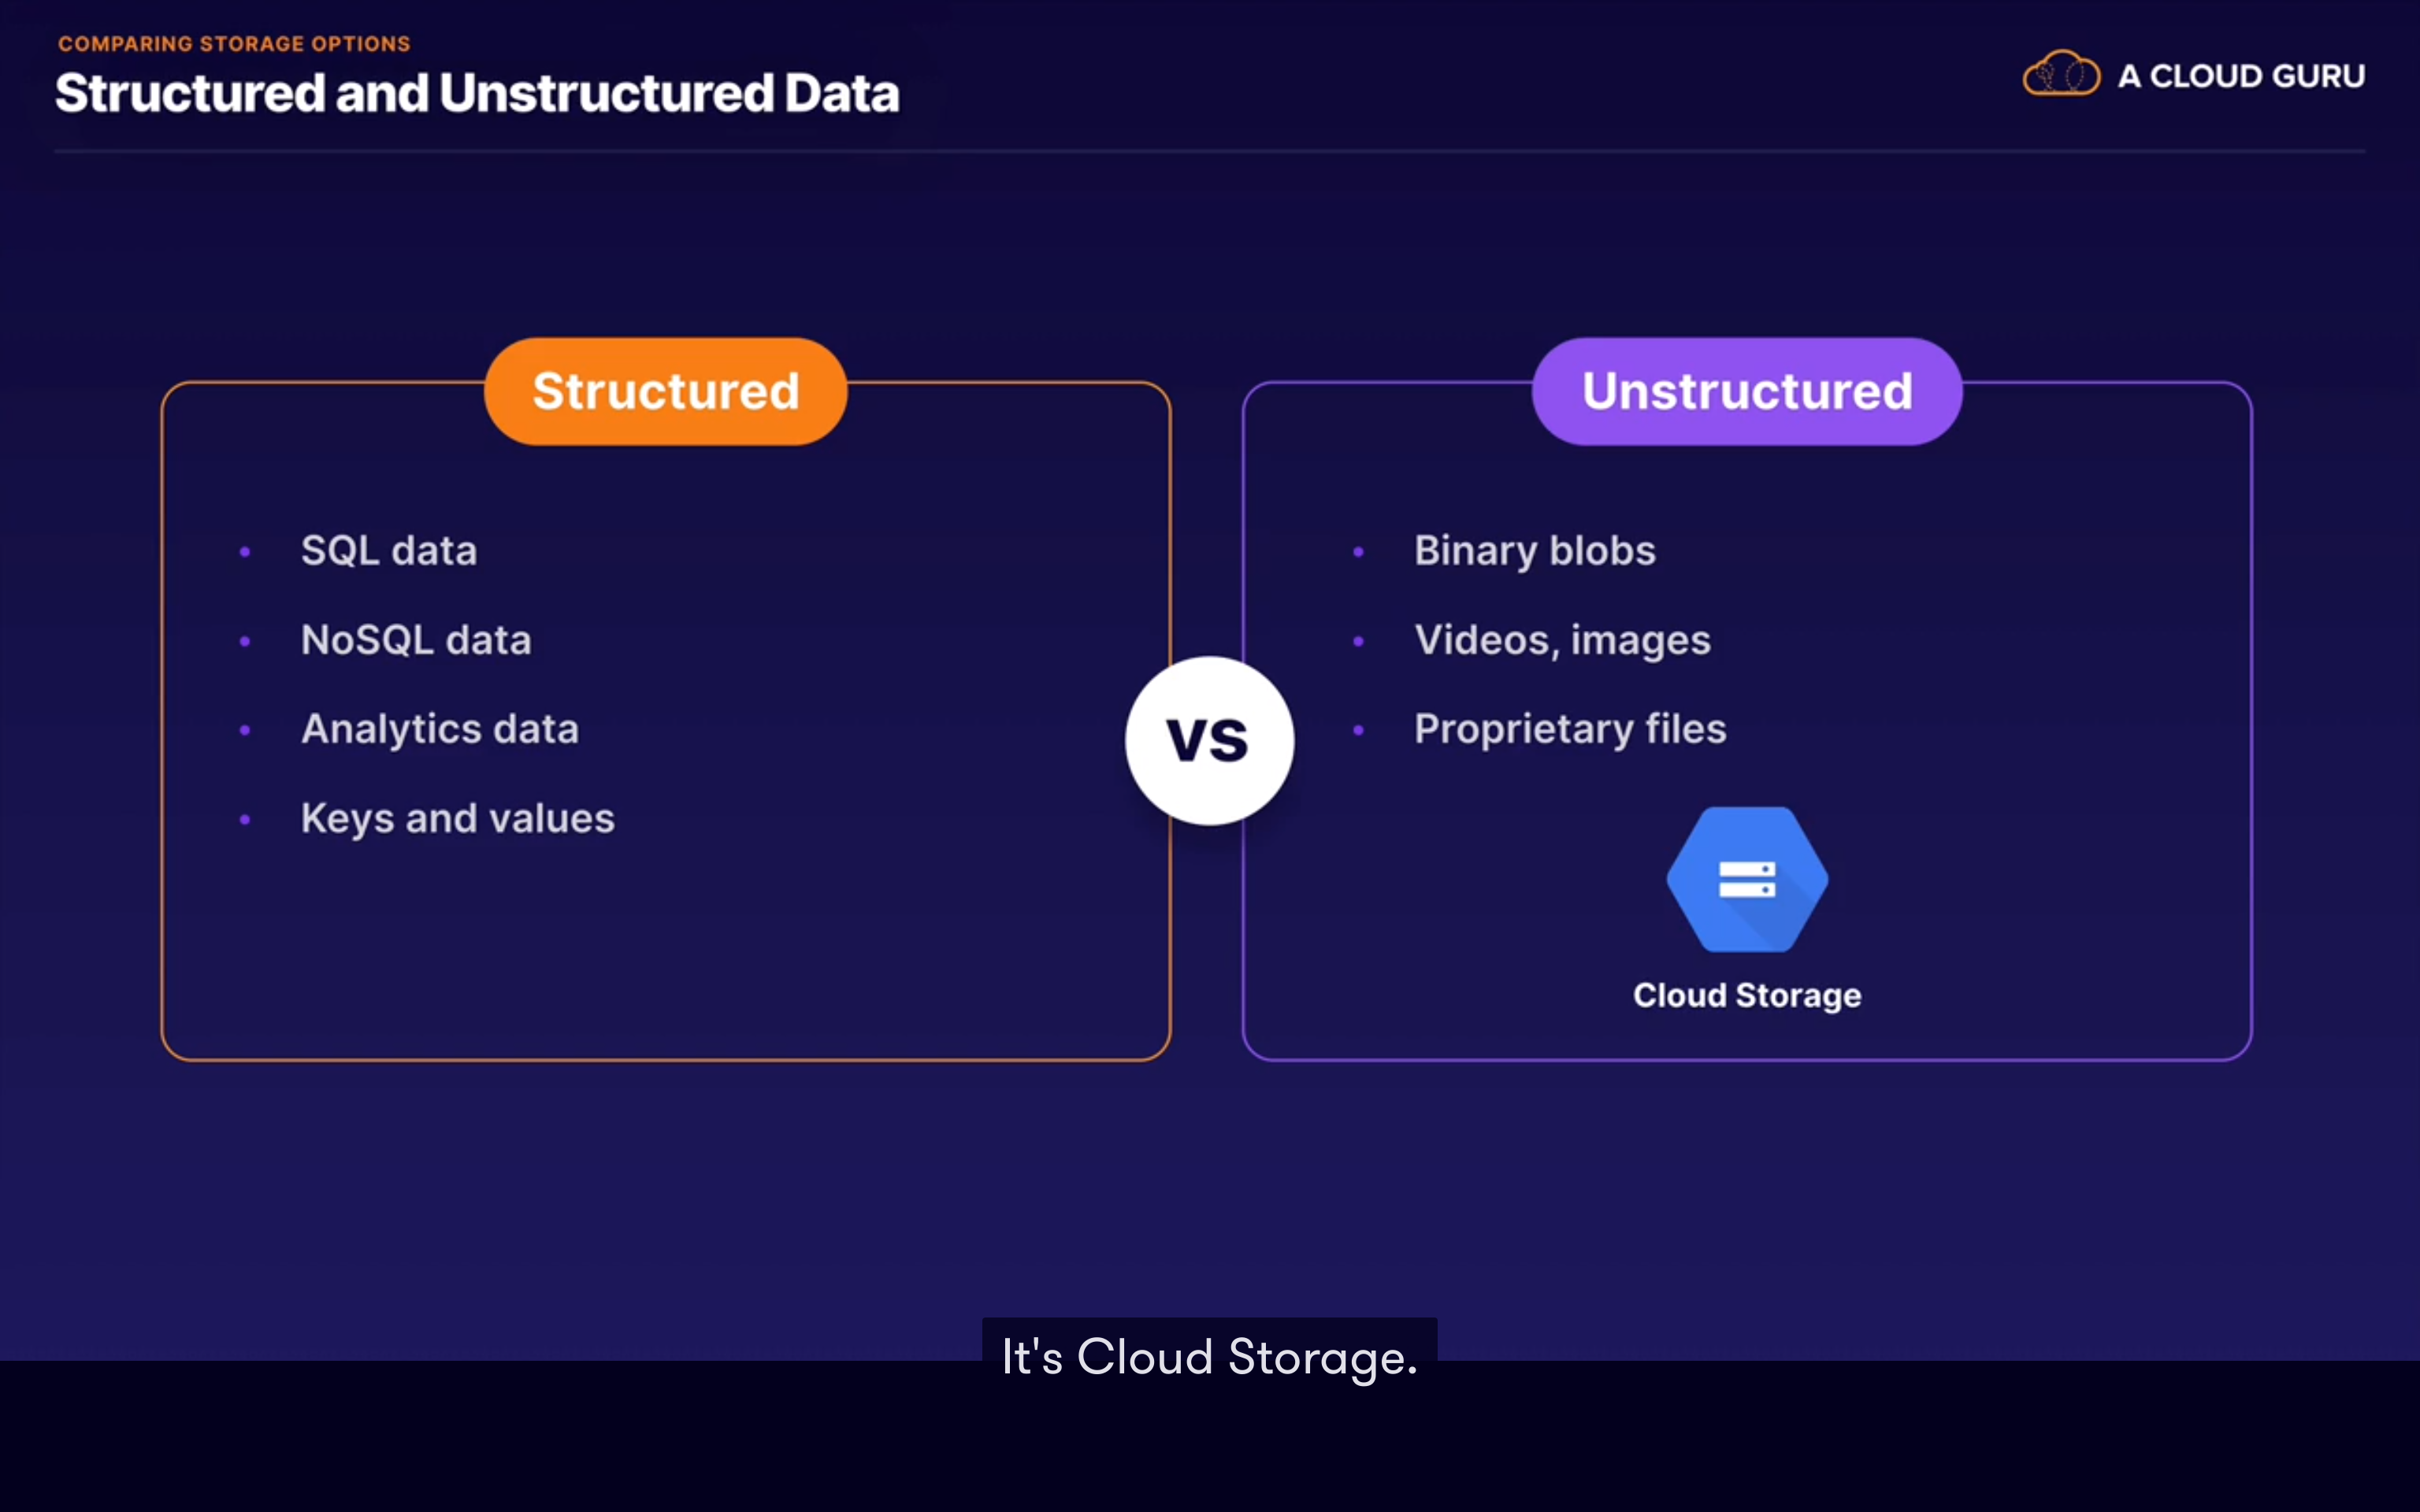 COMPARING STORAGE OPTIONS
Structured and Unstructured Data
A CLOUD GURU
Structured
SQL data
NoSQL data
Analytics data
Keys and values
VS
Unstructured
Binary blobs
Videos, images
Proprietary files
Cloud Storage
It's Cloud Storage.